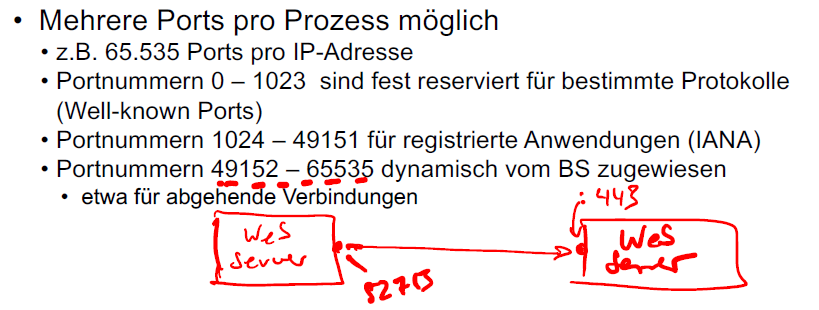 • Mehrere Ports pro Prozess möglich
• z.B. 65.535 Ports pro IP-Adresse
• Portnummern 0 – 1023 sind fest reserviert für bestimmte Protokolle
(Well-known Ports)
• Portnummern 1024 – 49151 für registrierte Anwendungen (IANA)
• Portnummern 49152 – 65535 dynamisch vom BS zugewiesen
• etwa für abgehende Verbindungen
: 443
Web
Server
Web
Server